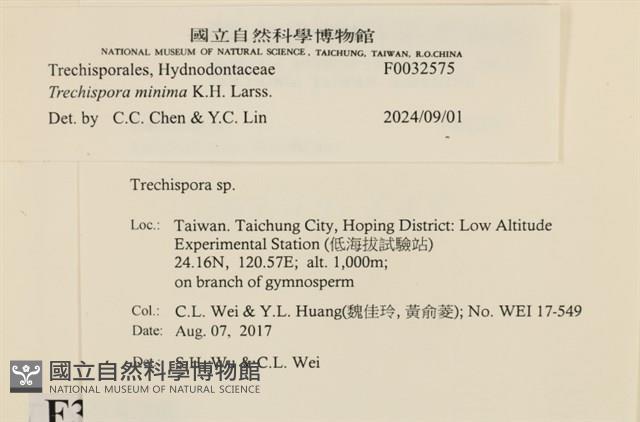 國立自然科學博物館
NATIONAL MUSEUM OF NATURAL SCIENCE, TAICHUNG, TAIWAN, R.O.CHINA
Trechisporales, Hydnodontaceae F0032575
Trechispora minima K.H. Larss.
Det. by C.C. Chen & Y.C. Lin 2024/09/01
Trechispora sp.
Loc.: Taiwan. Taichung City, Hoping District: Low Altitude
Experimental Station (低海拔試驗站)
24.16N, 120.57E; alt. 1,000m;
on branch of gymnosperm
Col.: C.L. Wei & Y.L. Huang(魏佳玲, 黃俞菱); No. WEI 17-549
Date: Aug. 07, 2017
Det.: S.H. Wu & C.L. Wei
國立自然科學博物館
NATIONAL MUSEUM OF NATURAL SCIENCE